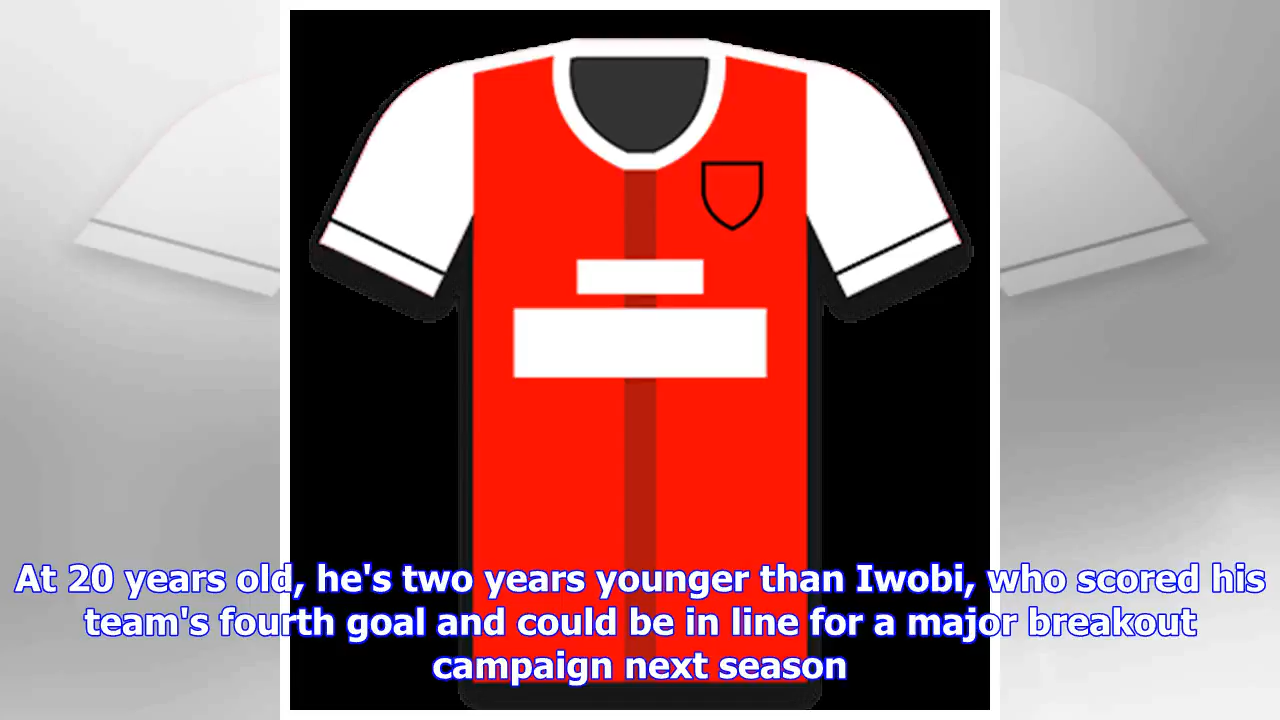 At 20 years old, he's two years younger than Iwobi, who scored his
team's fourth goal and could be in line for a major breakout
campaign next season